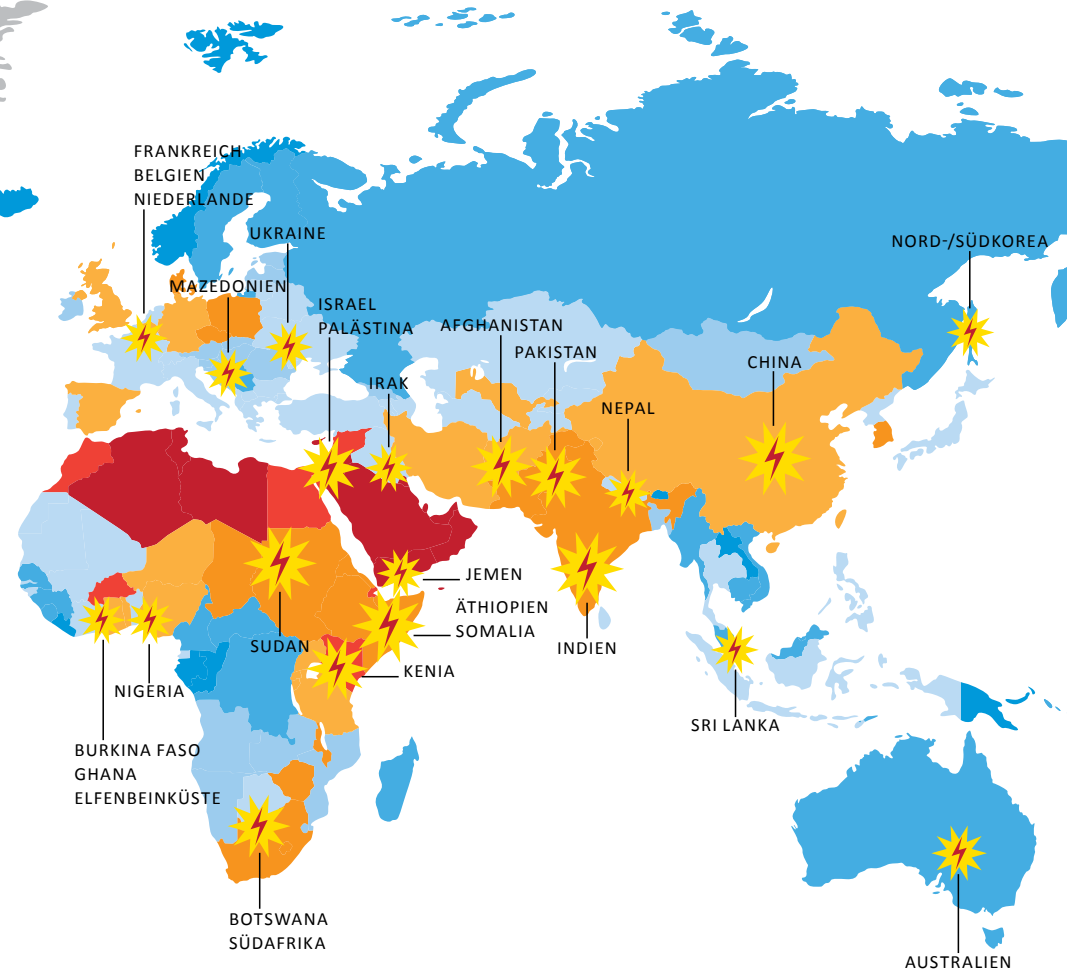 FRANKREICH
BELGIEN
NIEDERLANDE
UKRAINE
NORD-/SÜDKOREA
MAZEDONIEN
ISRAEL
PALÄSTINA
AFGHANISTAN
PAKISTAN
CHINA
IRAK
NEPAL
JEMEN
ÄTHIOPIEN
SOMALIA
SUDAN
INDIEN
KENIA
NIGERIA
SRI LANKA
BURKINA FASO
GHANA
ELFENBEINKÜSTE
BOTSWANA
SÜDAFRIKA
AUSTRALIEN